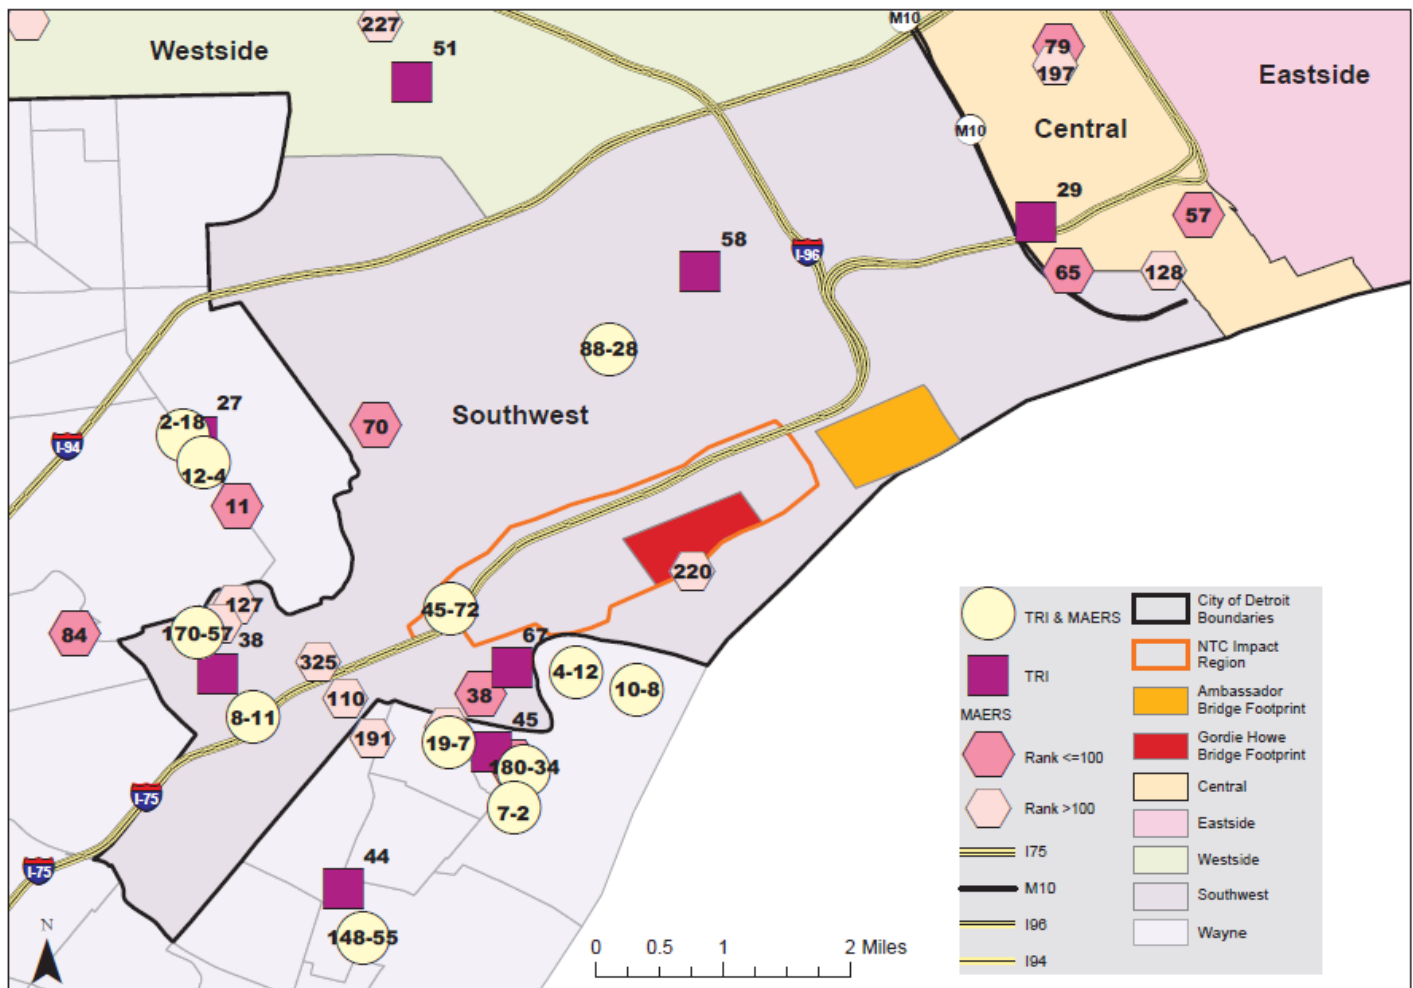 M10
227
79
51
Westside
197
Eastside
M10
Central
29
57
58
I-96
65
128
88-28
27
2-18
Southwest
70
I-94
12-4
11
220
127
45-72
84
170-57
38
67
325
4-12
110
38
10-8
8-11
45
191
19-7
180-34
I-75
7-2
44
I-75
148-55
N
0 0.5 1 2 Miles
TRI & MAERS
TRI
MAERS
Rank <=100
Rank >100
I75
M10
I96
I94
City of Detroit
Boundaries
NTC Impact
Region
Ambassador
Bridge Footprint
Gordie Howe
Bridge Footprint
Central
Eastside
Westside
Southwest
Wayne